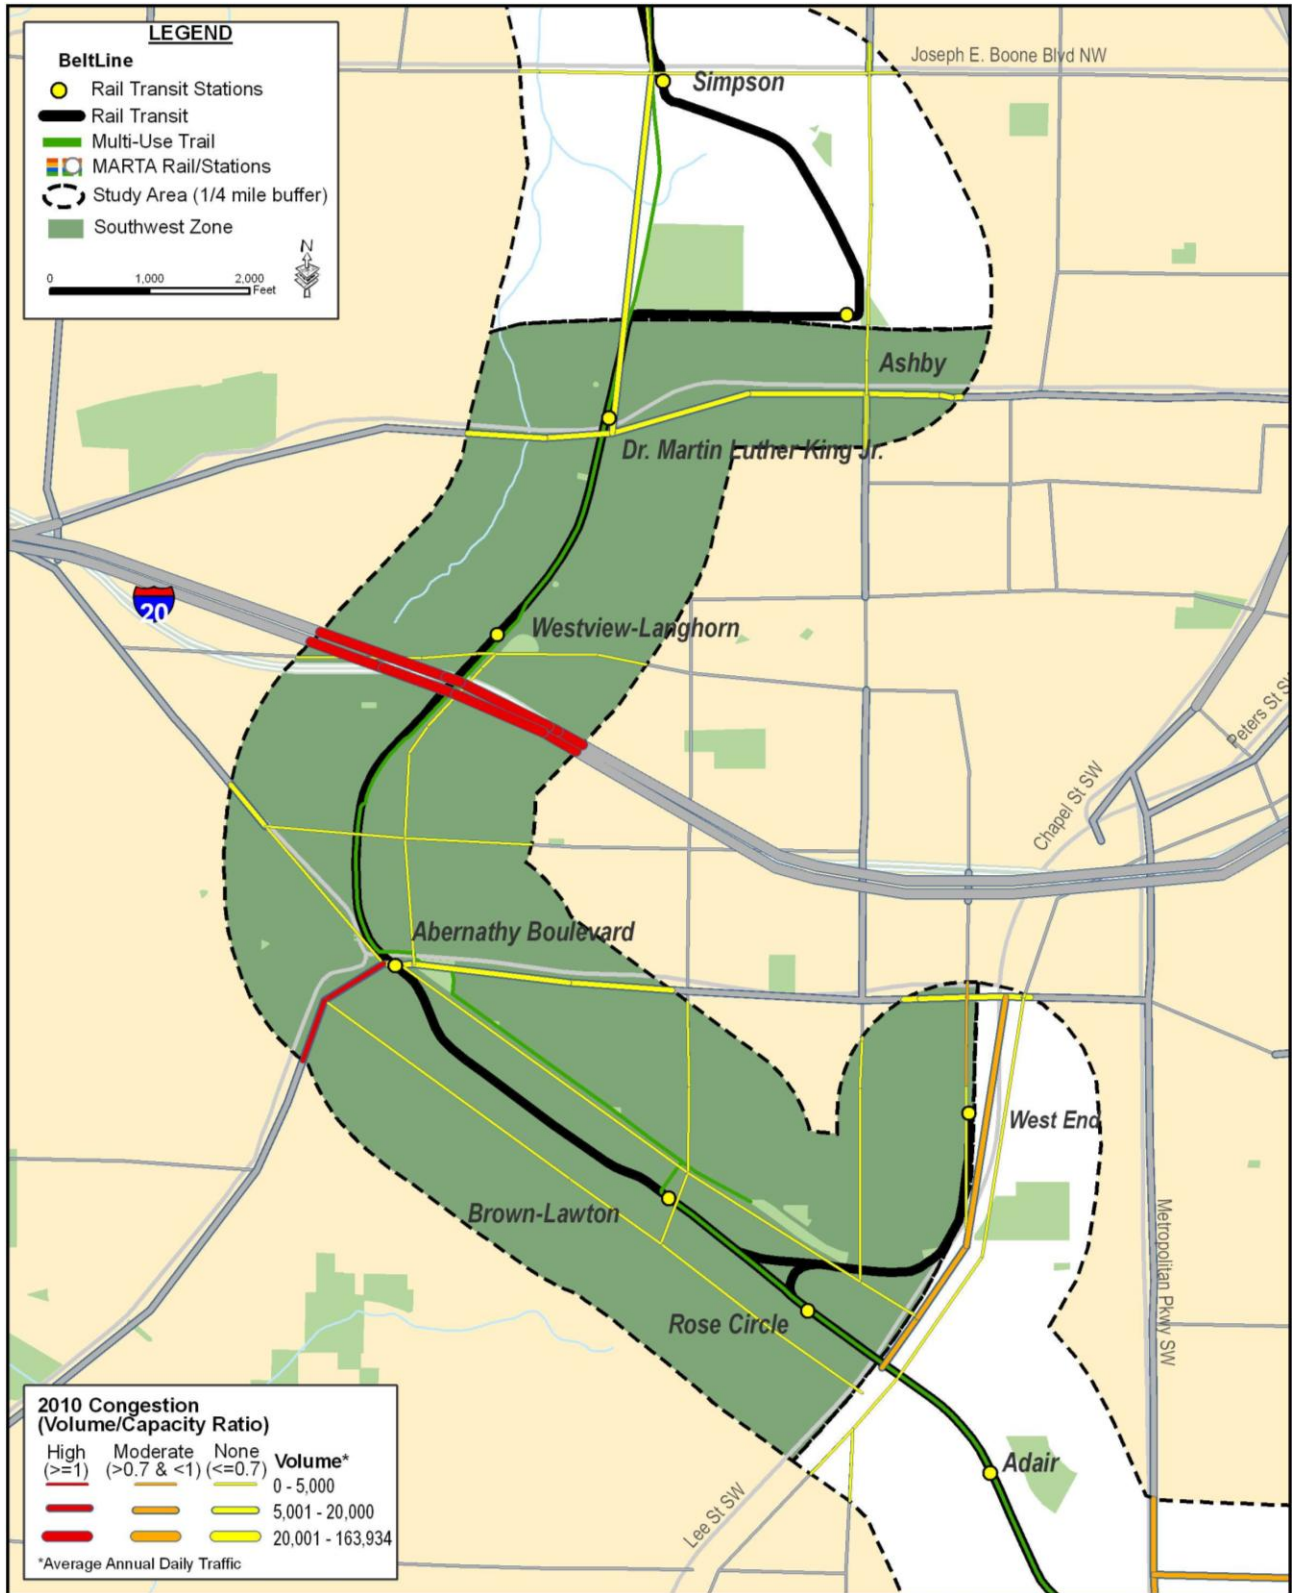 LEGEND
BeltLine
Rail Transit Stations
Rail Transit
Multi-Use Trail
MARTA Rail/Stations
Study Area (1/4 mile buffer)
Southwest Zone
N
0 1,000 2,000
Feet
Joseph E. Boone Blvd NW
Simpson
Ashby
Dr. Martin Luther King Jr.
20
Westview-Langhorn
Peters St S
Chapel St SW
Abernathy Boulevard
West End
Brown-Lawton
Metropolitan Pkwy SW
Rose Circle
Adair
Lee St SW
2010 Congestion
(Volume/Capacity Ratio)
High Moderate None Volume*
(>=1) (>0.7 & <1) (<=0.7)
0 - 5,000
5,001 - 20,000
20,001 - 163,934
*Average Annual Daily Traffic